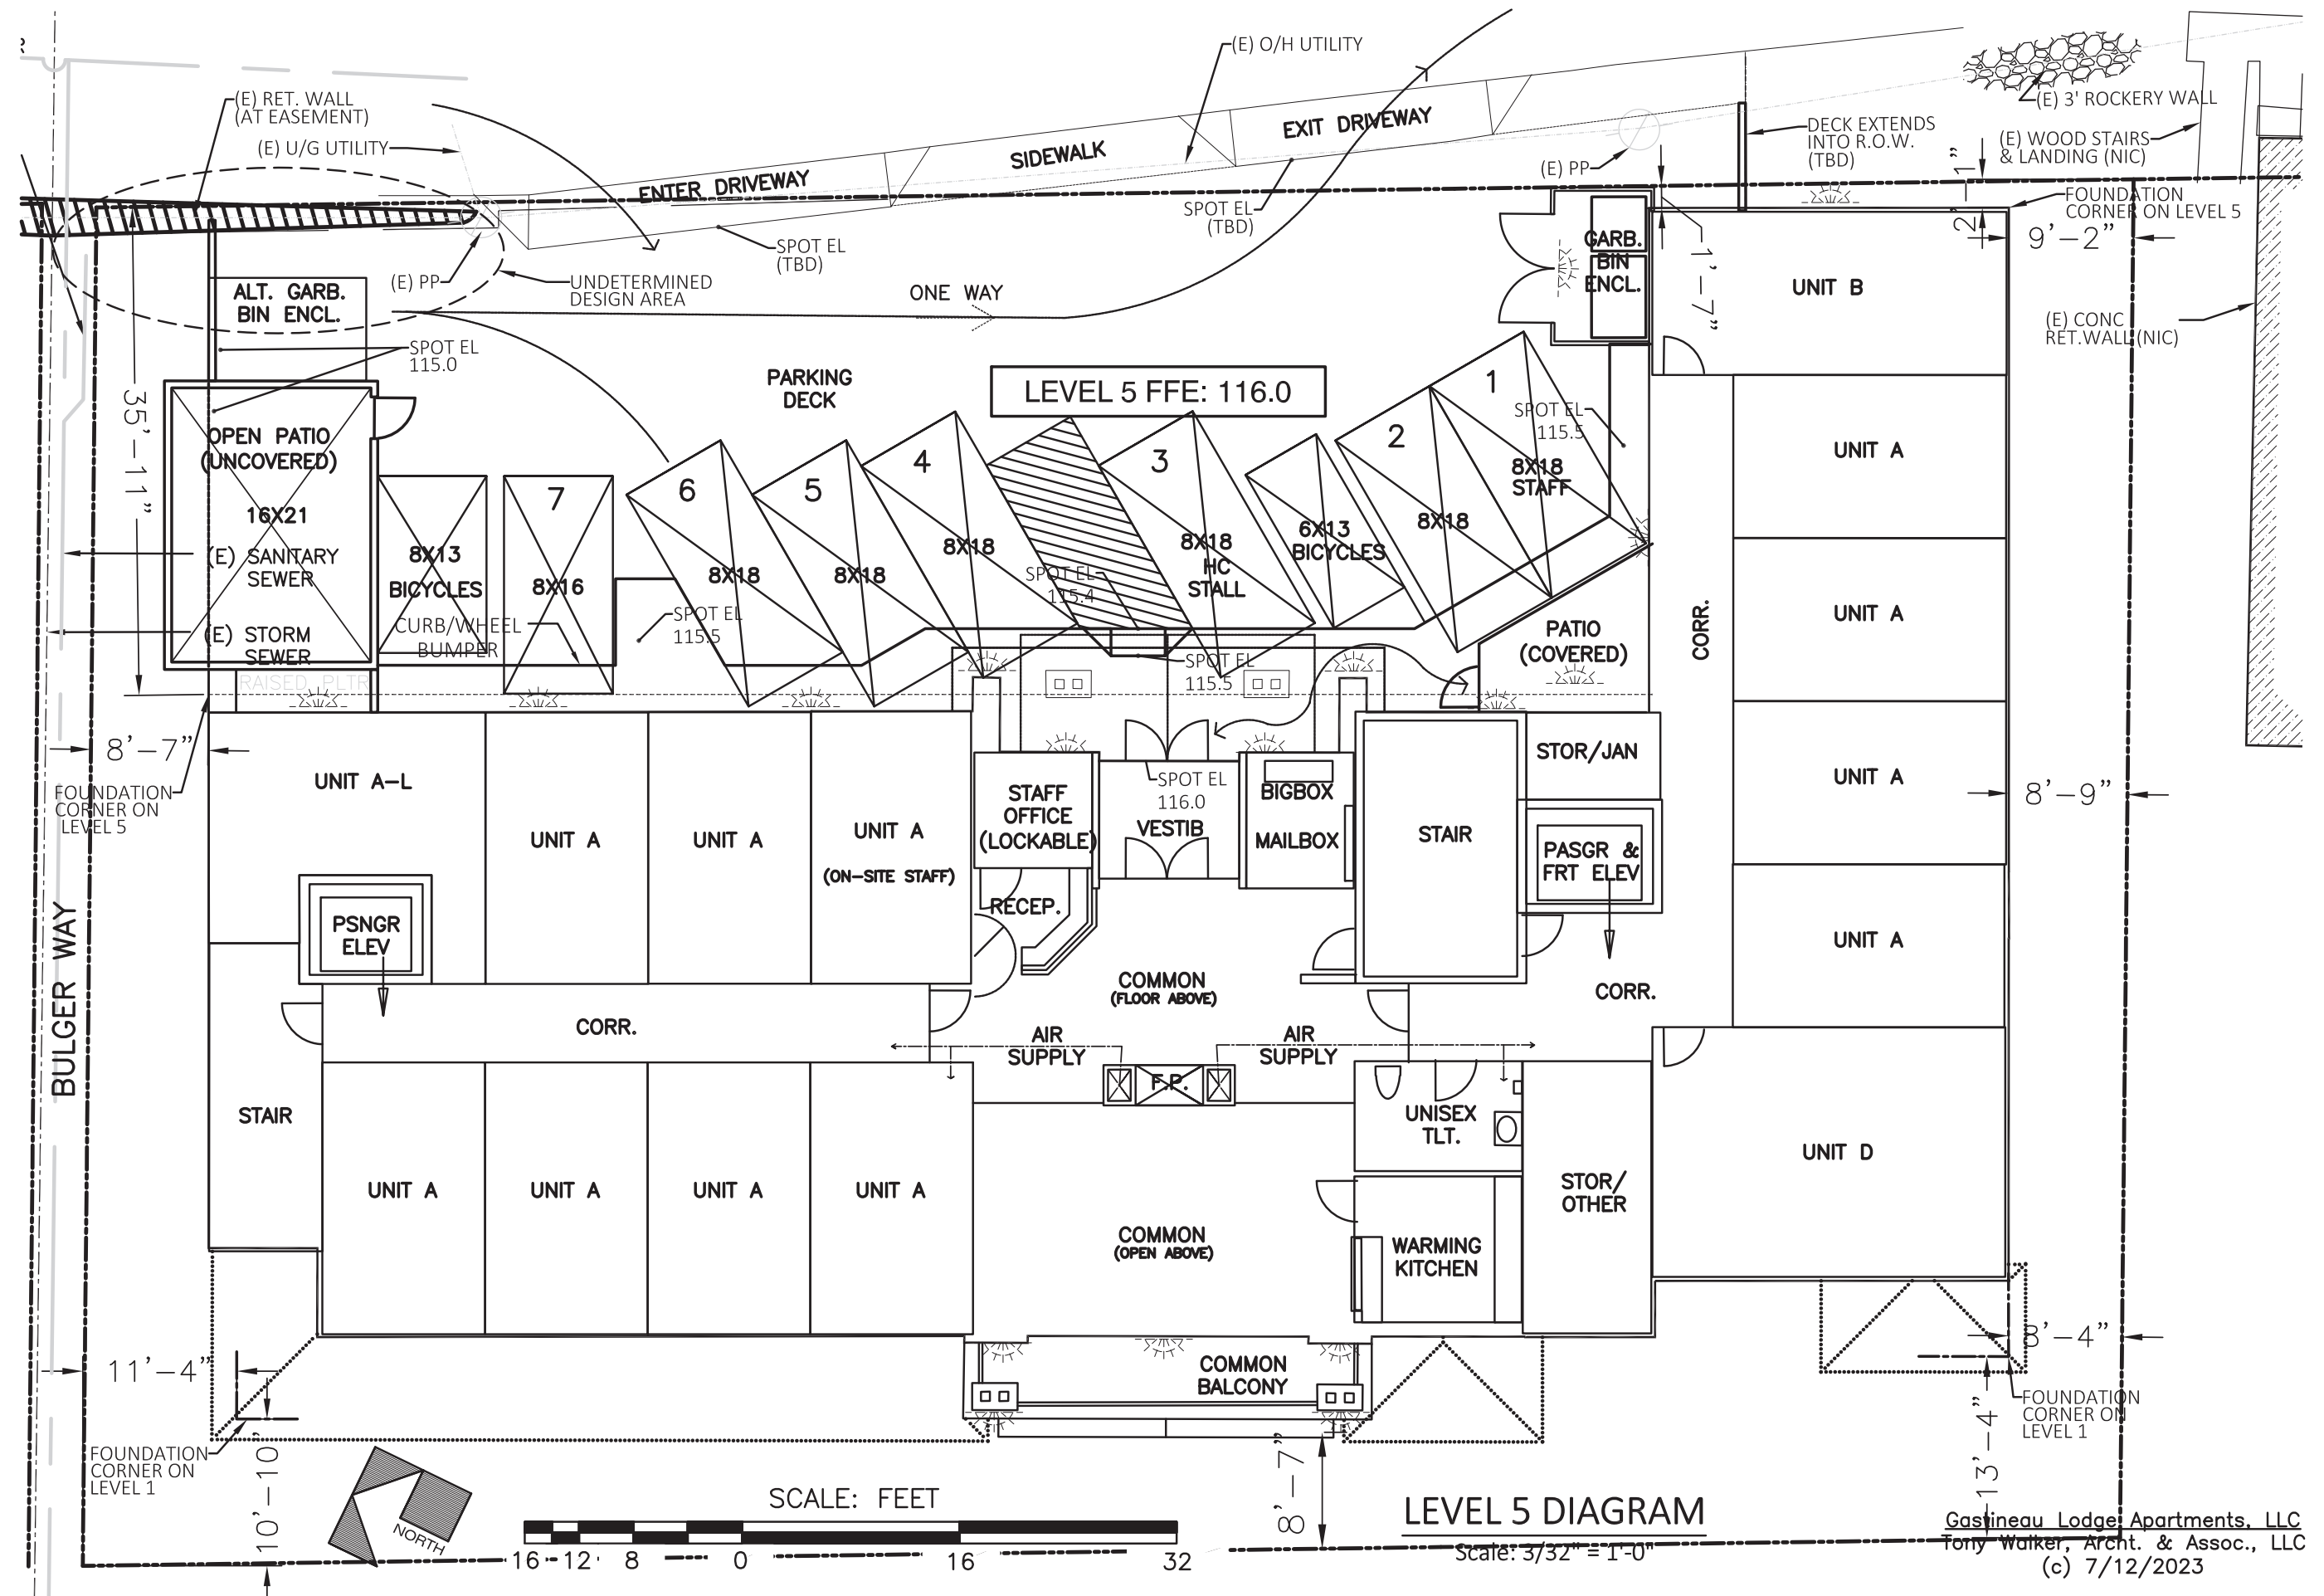 (E) O/H UTILITY
(E) RET. WALL
(AT EASEMENT)
(E) U/G UTILITY
(E) 3' ROCKERY WALL
DECK EXTENDS
INTO R.O.W.
(TBD)
(E) WOOD STAIRS
& LANDING (NIC)
EXIT DRIVEWAY
SIDEWALK
ENTER DRIVEWAY
(E) PP
2'-1"
FOUNDATION
CORNER ON LEVEL 5
SPOT EL
(TBD)
SPOT EL
(TBD)
9'-2"
GARB.
BIN
ENCL.
1'-7"
UNIT B
(E) PP
UNDETERMINED
DESIGN AREA
ALT. GARB.
BIN ENCL.
ONE WAY
(E) CONC
RET.WALL (NIC)
SPOT EL
115.0
PARKING
DECK
LEVEL 5 FFE: 116.0
35'-11"
OPEN PATIO
(UNCOVERED)
16X21
(E) SANITARY
SEWER
(E) STORM
SEWER
8X13
BICYCLES
7
8X16
6
8X18
5
8X18
4
8X18
3
8X18
HC
STALL
6X13
BICYCLES
2
8X18
1
8X18
STAFF
SPOT EL
115.5
UNIT A
UNIT A
CORR.
SPOT EL
115.4
CURB/WHEEL
BUMPER
SPOT EL
115.5
SPOT EL
115.5
PATIO
(COVERED)
RAISED PLTR
8'-7"
FOUNDATION
CORNER ON
LEVEL 5
UNIT A-L
UNIT A
UNIT A
UNIT A
(ON-SITE STAFF)
STAFF
OFFICE
(LOCKABLE)
SPOT EL
116.0
VESTIB
BIGBOX
MAILBOX
STAIR
STOR/JAN
PASGR &
FRT ELEV
UNIT A
8'-9"
UNIT A
RECEP.
PSNGR
ELEV
BULGER WAY
COMMON
(FLOOR ABOVE)
CORR.
CORR.
AIR
SUPPLY
AIR
SUPPLY
F.P.
STAIR
UNISEX
TLT.
UNIT D
UNIT A
UNIT A
UNIT A
UNIT A
STOR/
OTHER
COMMON
(OPEN ABOVE)
WARMING
KITCHEN
8'-4"
11'-4"
COMMON
BALCONY
FOUNDATION
CORNER ON
LEVEL 1
FOUNDATION
CORNER ON
LEVEL 1
10'-10"
NORTH
SCALE: FEET
16 12 8 0 16 32
8'-7"
LEVEL 5 DIAGRAM
Scale: 3/32" = 1'-0"
13'-4"
Gastineau Lodge Apartments, LLC
Tony Walker, Archt. & Assoc., LLC
(c) 7/12/2023